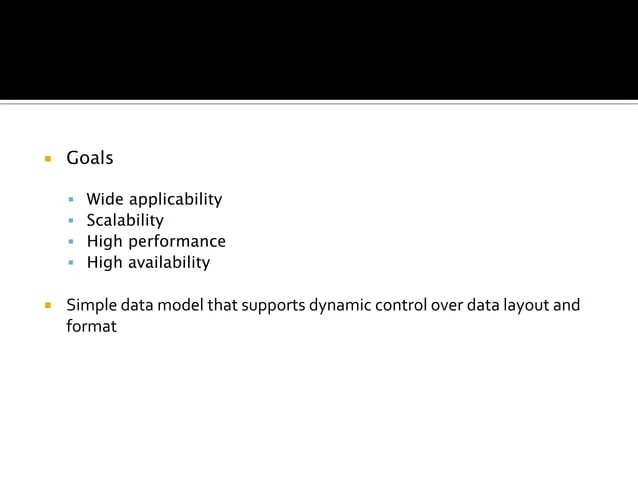 Goals
Wide applicability
Scalability
High performance
High availability
Simple data model that supports dynamic control over data layout and
format